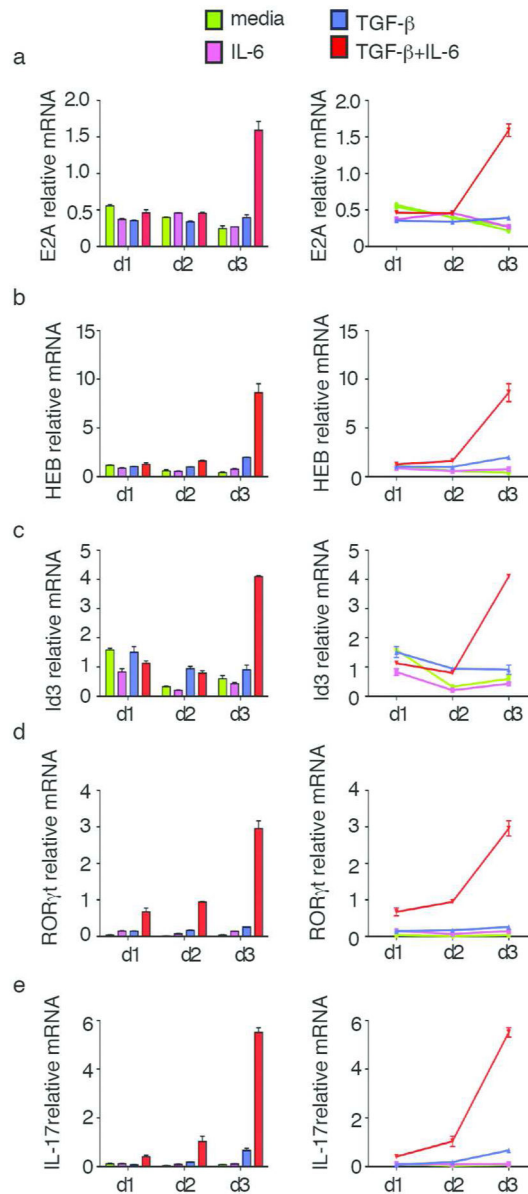 media TGF-β
IL-6 TGF-β+IL-6
a
E2A relative mRNA
2.0
1.5
1.0
0.5
0
d1 d2 d3
E2A relative mRNA
2.0
1.5
1.0
0.5
0.0
d1 d2 d3
b
HEB relative mRNA
15
10
5
0
d1 d2 d3
HEB relative mRNA
15
10
5
0
d1 d2 d3
c
Id3 relative mRNA
5
4
3
2
1
0
d1 d2 d3
Id3 relative mRNA
5
4
3
2
1
0
d1 d2 d3
d
RORγt relative mRNA
4
3
2
1
0
d1 d2 d3
RORγt relative mRNA
4
3
2
1
0
d1 d2 d3
e
IL-17relative mRNA
6
4
2
0
d1 d2 d3
IL-17relative mRNA
6
4
2
0
d1 d2 d3